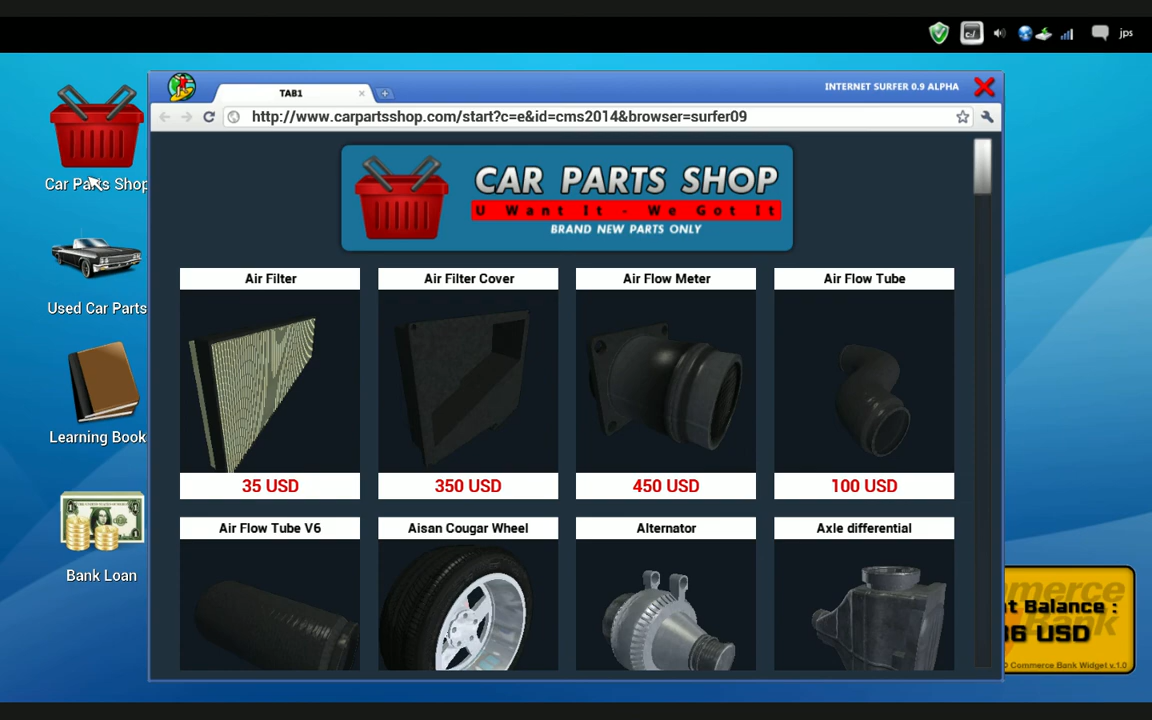 jps
TAB1
INTERNET SURFER 0.9 ALPHA
http://www.carpartsshop.com/start?c=e&id=cms2014&browser=surfer09
CAR PARTS SHOP
U Want It - We Got It
BRAND NEW PARTS ONLY
Car Parts Shop
Used Car Parts
Learning Book
Bank Loan
Air Filter
Air Filter Cover
Air Flow Meter
Air Flow Tube
35 USD
350 USD
450 USD
100 USD
Air Flow Tube V6
Aisan Cougar Wheel
Alternator
Axle differential
mmerce
Bank
t Balance :
6 USD
Commerce Bank Widget v.1.0